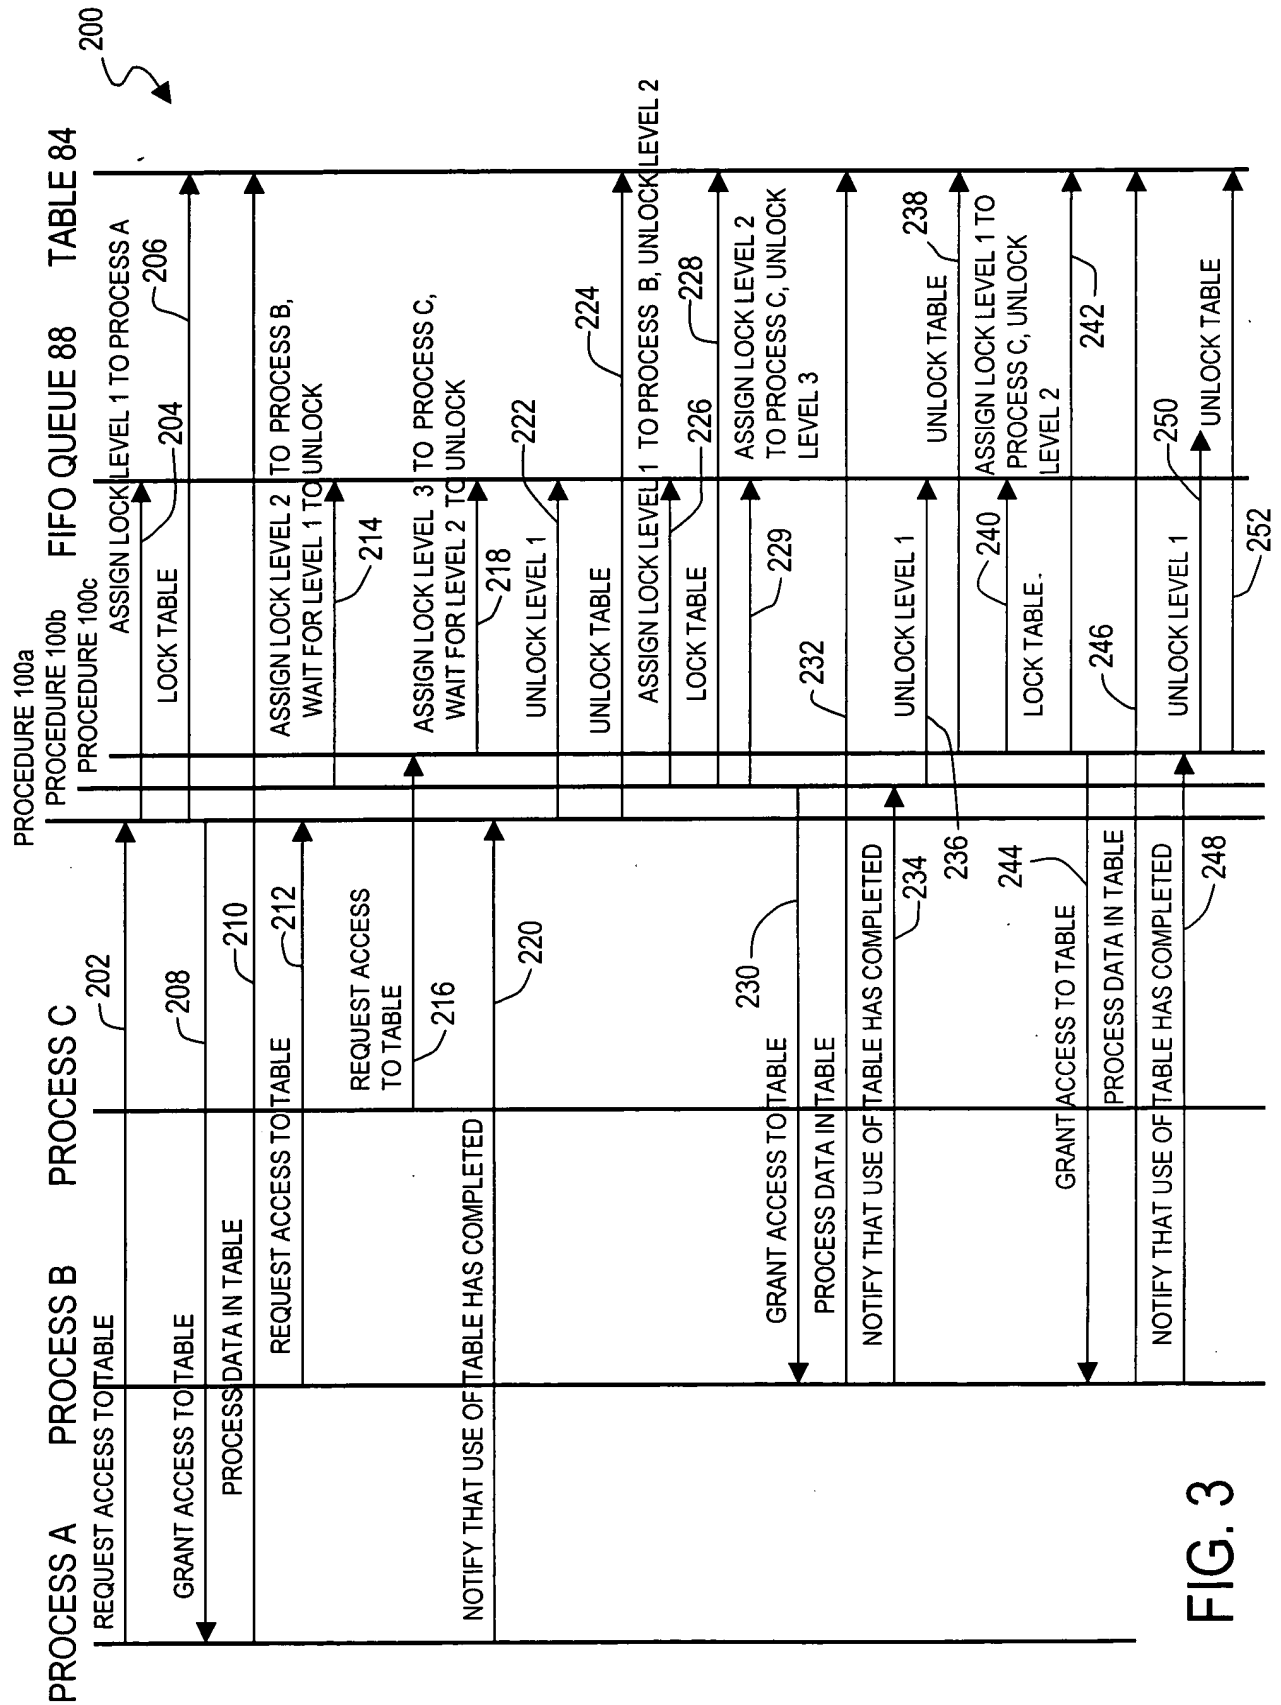 200
PROCESS A
PROCESS B
PROCESS C
PROCEDURE 100a
PROCEDURE 100b
PROCEDURE 100c
FIFO QUEUE 88
TABLE 84
REQUEST ACCESS TO TABLE
202
ASSIGN LOCK LEVEL 1 TO PROCESS A
204
LOCK TABLE
206
GRANT ACCESS TO TABLE
208
PROCESS DATA IN TABLE
210
REQUEST ACCESS TO TABLE
212
ASSIGN LOCK LEVEL 2 TO PROCESS B,
WAIT FOR LEVEL 1 TO UNLOCK
214
REQUEST ACCESS
TO TABLE
216
ASSIGN LOCK LEVEL 3 TO PROCESS C,
WAIT FOR LEVEL 2 TO UNLOCK
218
NOTIFY THAT USE OF TABLE HAS COMPLETED
220
UNLOCK LEVEL 1
222
UNLOCK TABLE
224
ASSIGN LOCK LEVEL 1 TO PROCESS B, UNLOCK LEVEL 2
226
LOCK TABLE
228
ASSIGN LOCK LEVEL 2
TO PROCESS C, UNLOCK
LEVEL 3
229
GRANT ACCESS TO TABLE
230
PROCESS DATA IN TABLE
232
NOTIFY THAT USE OF TABLE HAS COMPLETED
234
UNLOCK LEVEL 1
236
UNLOCK TABLE
238
ASSIGN LOCK LEVEL 1 TO
PROCESS C, UNLOCK
LEVEL 2
240
LOCK TABLE.
242
GRANT ACCESS TO TABLE
244
PROCESS DATA IN TABLE
246
NOTIFY THAT USE OF TABLE HAS COMPLETED
248
UNLOCK LEVEL 1
250
UNLOCK TABLE
252
FIG. 3